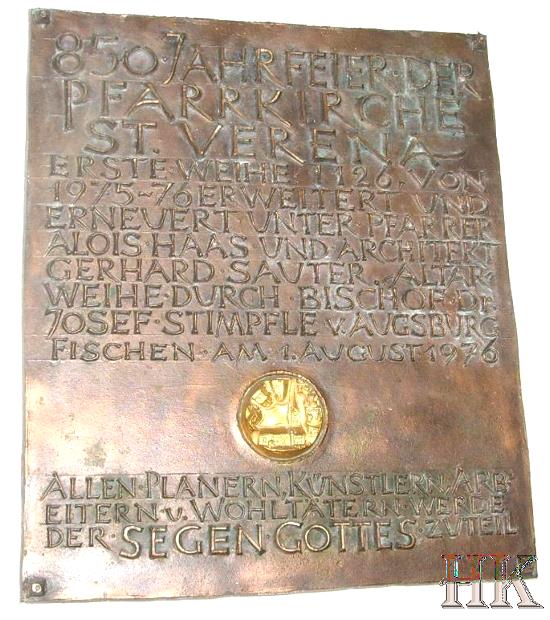 850·JAHRFEIER·DER
PFARRKIRCHE
ST. VERENA
ERSTE·WEIHE 1126, VON
1975~76 ERWEITERT UND
ERNEUERT UNTER PFARRER
ALOIS·HAAS UND ARCHITEKT
GERHARD SAUTER. ALTAR-
WEIHE·DURCH BISCHOF·Dr.
JOSEF·STIMPFLE v. AUGSBURG
FISCHEN·AM 1. AUGUST 1976
ALLEN·PLANERN, KÜNSTLERN, ARB-
EITERN·U. WOHLTÄTERN·WERDE
DER·SEGEN GOTTES·ZUTEIL
HK